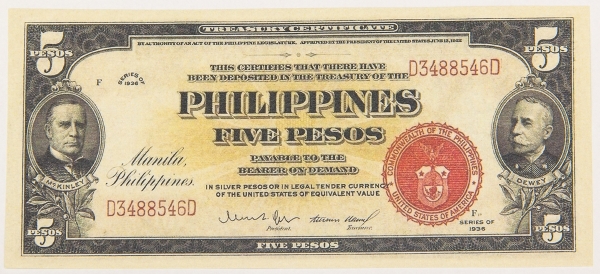 TREASURY CERTIFICATE
BY AUTHORITY OF AN ACT OF THE PHILIPPINE LEGISLATURE, APPROVED BY THE PRESIDENT OF THE UNITED STATES, JUNE 13, 1922
5 PESOS
5 PESOS
F
SERIES OF 1936
THIS CERTIFIES THAT THERE HAVE
BEEN DEPOSITED IN THE TREASURY OF THE
D3488546D
PHILIPPINES
FIVE PESOS
PAYABLE TO THE
BEARER ON DEMAND
IN SILVER PESOS OR IN LEGAL TENDER CURRENCY
OF THE UNITED STATES OF EQUIVALENT VALUE
McKINLEY
Manila,
Philippines.
D3488546D
COMMONWEALTH OF THE PHILIPPINES
UNITED STATES OF AMERICA
DEWEY
F
SERIES OF 1936
President.
Treasurer.
5
FIVE PESOS
5